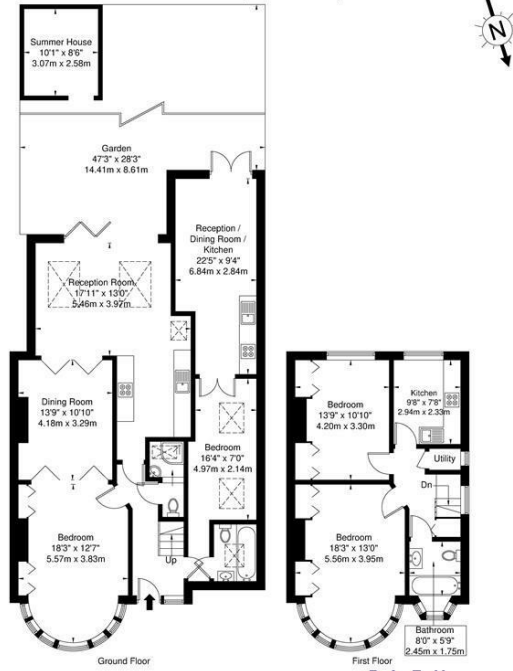 N
Summer House
10'1" x 8'6"
3.07m x 2.58m
Garden
47'3" x 28'3"
14.41m x 8.61m
Reception /
Dining Room /
Kitchen
22'5" x 9'4"
6.84m x 2.84m
Reception Room
17'11" x 13'0"
5.46m x 3.97m
Dining Room
13'9" x 10'10"
4.18m x 3.29m
Bedroom
16'4" x 7'0"
4.97m x 2.14m
Bedroom
18'3" x 12'7"
5.57m x 3.83m
Up
Ground Floor
Bedroom
13'9" x 10'10"
4.20m x 3.30m
Kitchen
9'8" x 7'8"
2.94m x 2.33m
Utility
Dn
Bedroom
18'3" x 13'0"
5.56m x 3.95m
Bathroom
8'0" x 5'9"
2.45m x 1.75m
First Floor